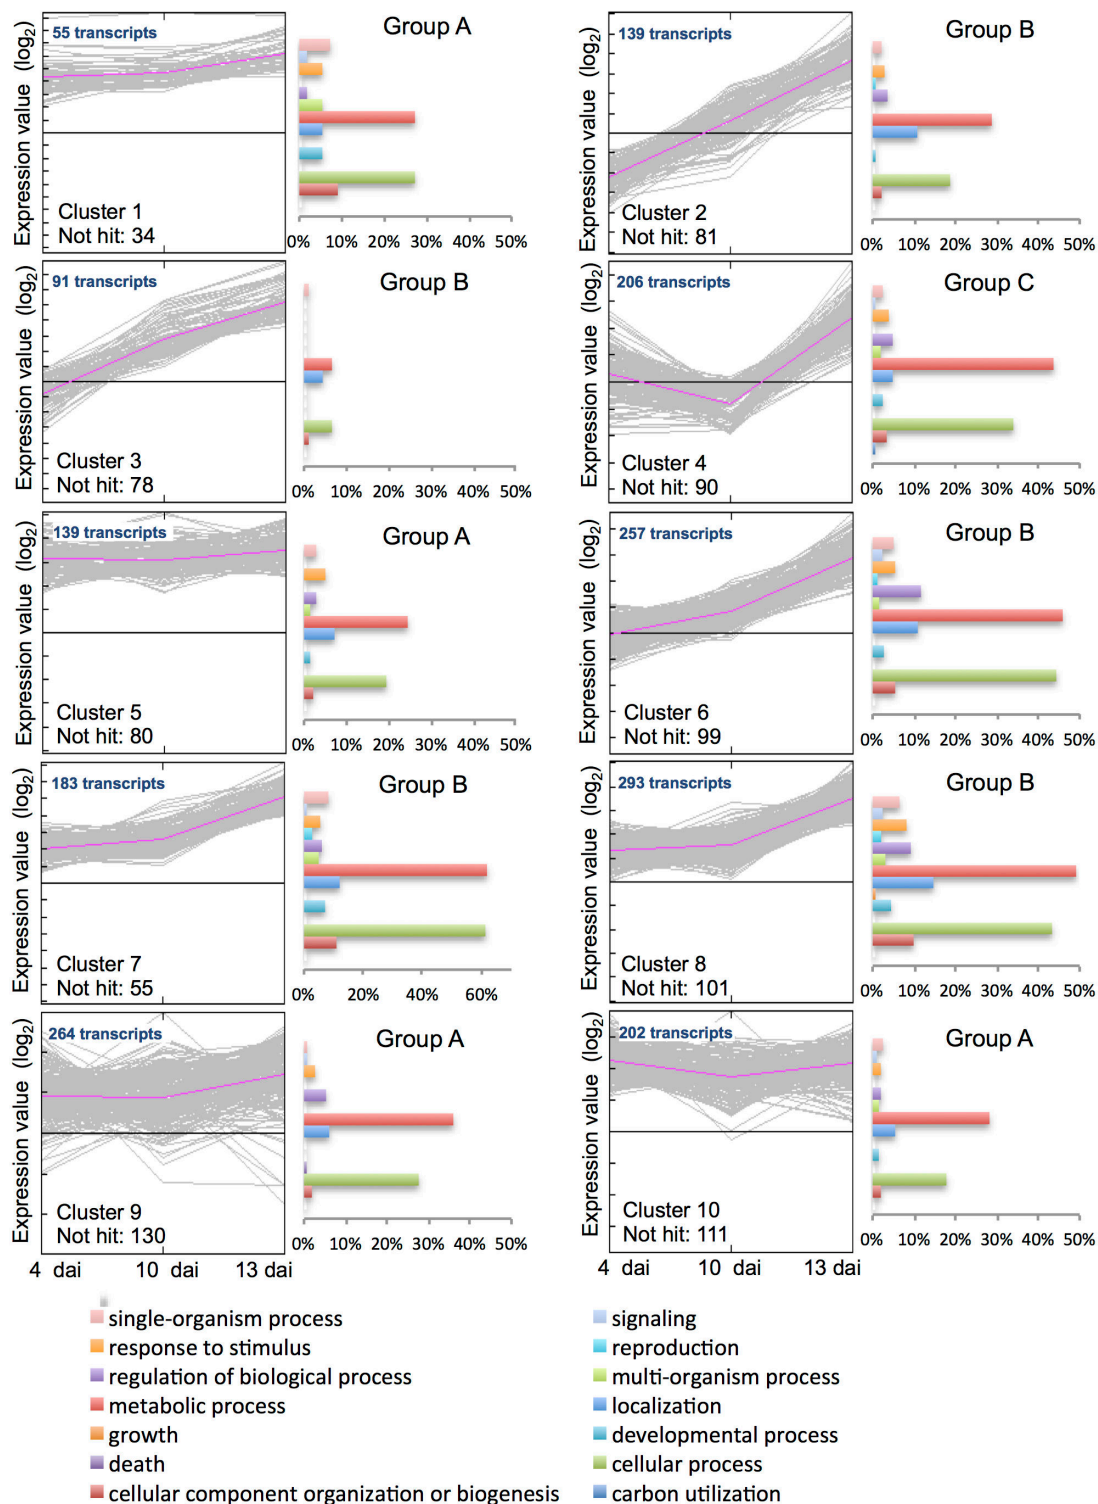 Expression value (log2)
55 transcripts
Cluster 1
Not hit: 34
Group A
0% 10% 20% 30% 40% 50%
Expression value (log2)
139 transcripts
Cluster 2
Not hit: 81
Group B
0% 10% 20% 30% 40% 50%
Expression value (log2)
91 transcripts
Cluster 3
Not hit: 78
Group B
0% 10% 20% 30% 40% 50%
Expression value (log2)
206 transcripts
Cluster 4
Not hit: 90
Group C
0% 10% 20% 30% 40% 50%
Expression value (log2)
139 transcripts
Cluster 5
Not hit: 80
Group A
0% 10% 20% 30% 40% 50%
Expression value (log2)
257 transcripts
Cluster 6
Not hit: 99
Group B
0% 10% 20% 30% 40% 50%
Expression value (log2)
183 transcripts
Cluster 7
Not hit: 55
Group B
0% 20% 40% 60%
Expression value (log2)
293 transcripts
Cluster 8
Not hit: 101
Group B
0% 10% 20% 30% 40% 50%
Expression value (log2)
264 transcripts
Cluster 9
Not hit: 130
Group A
0% 10% 20% 30% 40% 50%
4 dai 10 dai 13 dai
Expression value (log2)
202 transcripts
Cluster 10
Not hit: 111
Group A
0% 10% 20% 30% 40% 50%
4 dai 10 dai 13 dai
single-organism process
response to stimulus
regulation of biological process
metabolic process
growth
death
cellular component organization or biogenesis
signaling
reproduction
multi-organism process
localization
developmental process
cellular process
carbon utilization